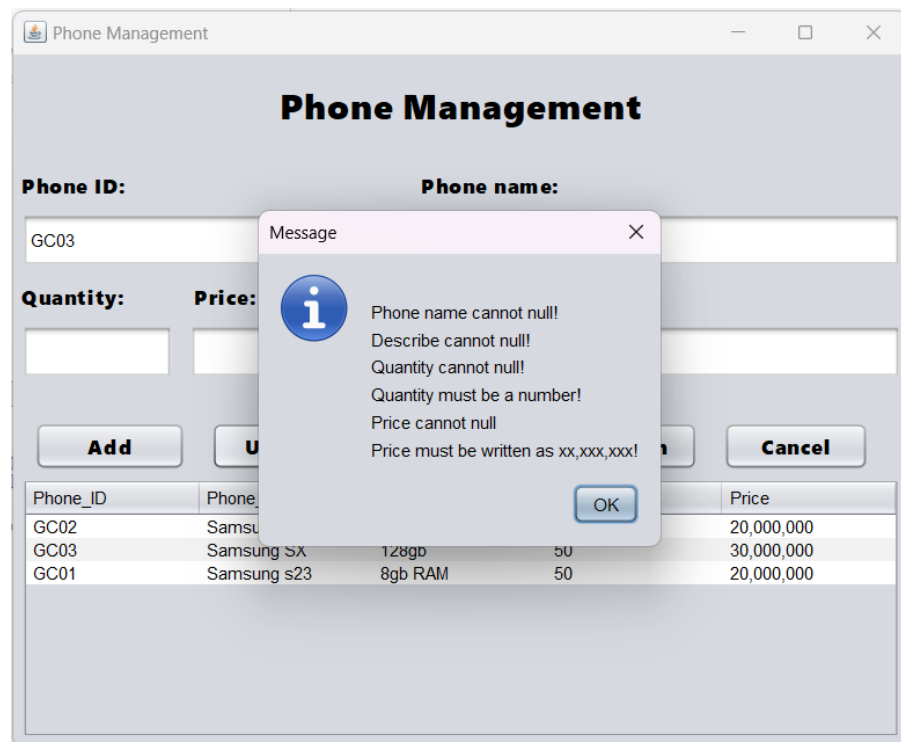 Phone Management
Phone Management
Phone ID:
Phone name:
GC03
Quantity:
Price:
Message
Phone name cannot null!
Describe cannot null!
Quantity cannot null!
Quantity must be a number!
Price cannot null
Price must be written as xx,xxx,xxx!
OK
Add
Cancel
Phone_ID Price
GC02 20,000,000
GC03 Samsung SX 128gb 50 30,000,000
GC01 Samsung s23 8gb RAM 50 20,000,000